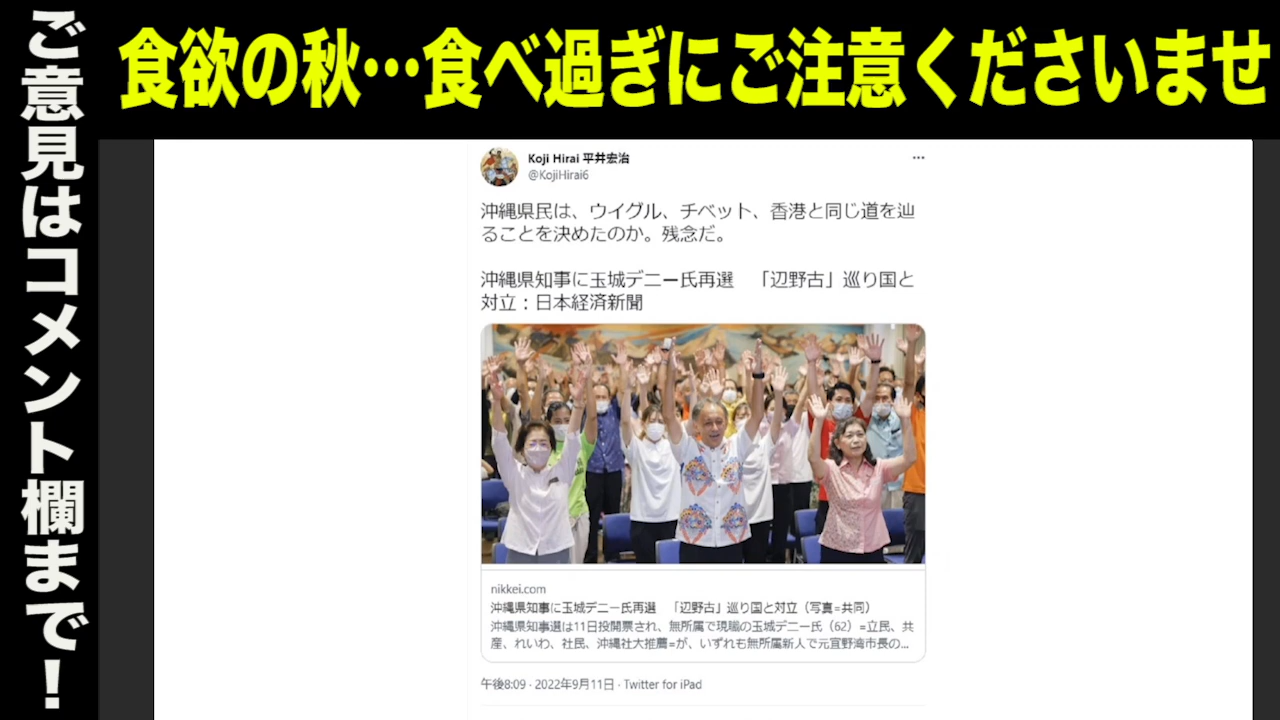 食欲の秋…食べ過ぎにご注意くださいませ
ご意見はコメント欄まで！
Koji Hirai 平井宏治
@KojiHirai6
沖縄県民は、ウイグル、チベット、香港と同じ道を辿
ることを決めたのか。残念だ。
沖縄県知事に玉城デニー氏再選　「辺野古」巡り国と
対立：日本経済新聞
nikkei.com
沖縄県知事に玉城デニー氏再選　「辺野古」巡り国と対立（写真=共同）
沖縄県知事選は11日投開票され、無所属で現職の玉城デニー氏（62）=立民、共
産、れいわ、社民、沖縄社大推薦=が、いずれも無所属新人で元宜野湾市長の...
午後8:09 · 2022年9月11日 · Twitter for iPad